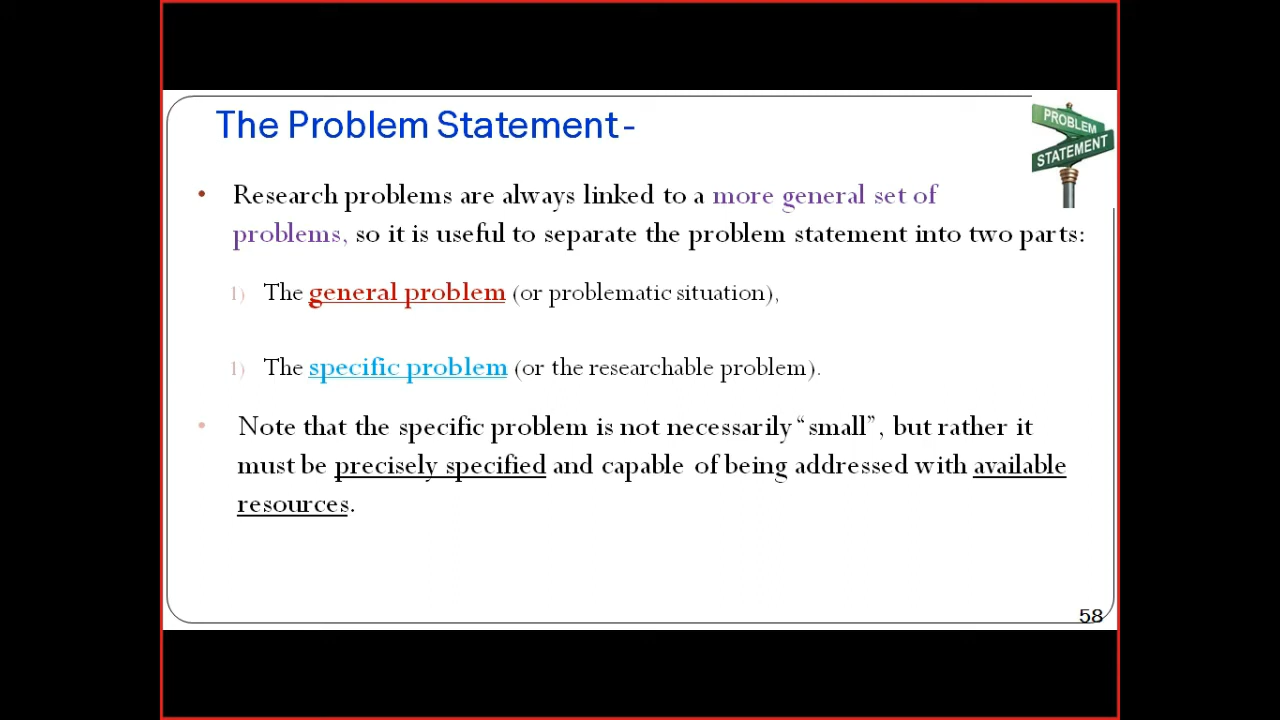 The Problem Statement -
PROBLEM
STATEMENT
• Research problems are always linked to a more general set of
problems, so it is useful to separate the problem statement into two parts:
1) The general problem (or problematic situation),
1) The specific problem (or the researchable problem).
• Note that the specific problem is not necessarily “small”, but rather it
must be precisely specified and capable of being addressed with available
resources.
58